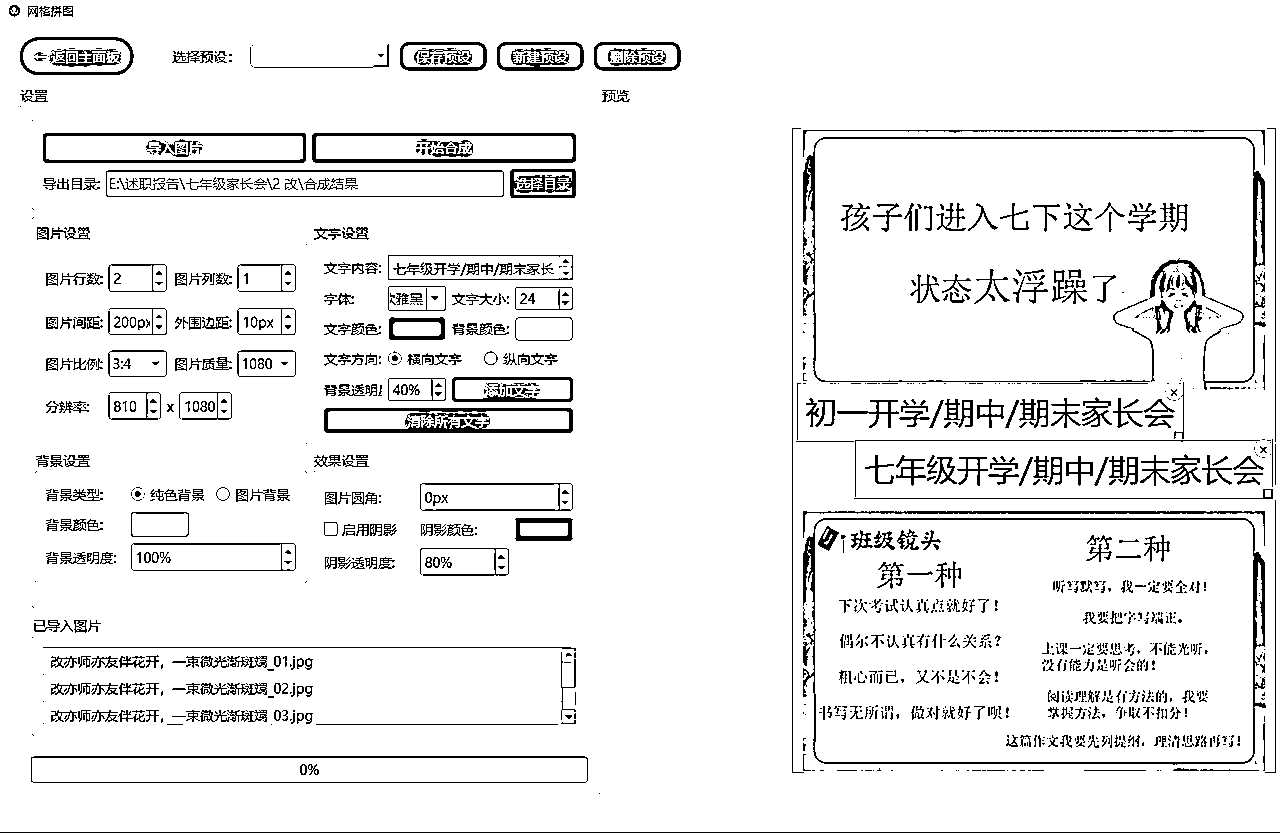 网格拼图
返回主面板 选择预设: 保存预设 新建预设 删除预设
设置
导入图片 开始合成
导出目录: E:\述职报告\七年级家长会\2 改\合成结果 选择目录
图片设置
图片行数: 2 图片列数: 1
图片间距: 200px 外围边距: 10px
图片比例: 3:4 图片质量: 1080
分辨率: 810 x 1080
文字设置
文字内容: 七年级开学/期中/期末家长
字体: 雅黑 文字大小: 24
文字颜色: 背景颜色:
文字方向: 横向文字 纵向文字
背景透明 40% 添加文字
清除所有文字
背景设置
背景类型: 纯色背景 图片背景
背景颜色:
背景透明度: 100%
效果设置
图片圆角: 0px
启用阴影 阴影颜色:
阴影透明度: 80%
已导入图片
改亦师亦友伴花开，一束微光渐斑斓_01.jpg
改亦师亦友伴花开，一束微光渐斑斓_02.jpg
改亦师亦友伴花开，一束微光渐斑斓_03.jpg
0%
预览
孩子们进入七下这个学期
状态太浮躁了
初一开学/期中/期末家长会
七年级开学/期中/期末家长会
班级镜头
第一种
下次考试认真点就好了！
偶尔不认真有什么关系？
粗心而已，又不是不会！
书写无所谓，做对就好了呗！
第二种
听写默写，我一定要全对！
我要把字写端正。
上课一定要思考，不能光听，
没有能力是听会的！
阅读理解是有方法的，我要
掌握方法，争取不扣分！
这篇作文我要先列提纲，理清思路再写！